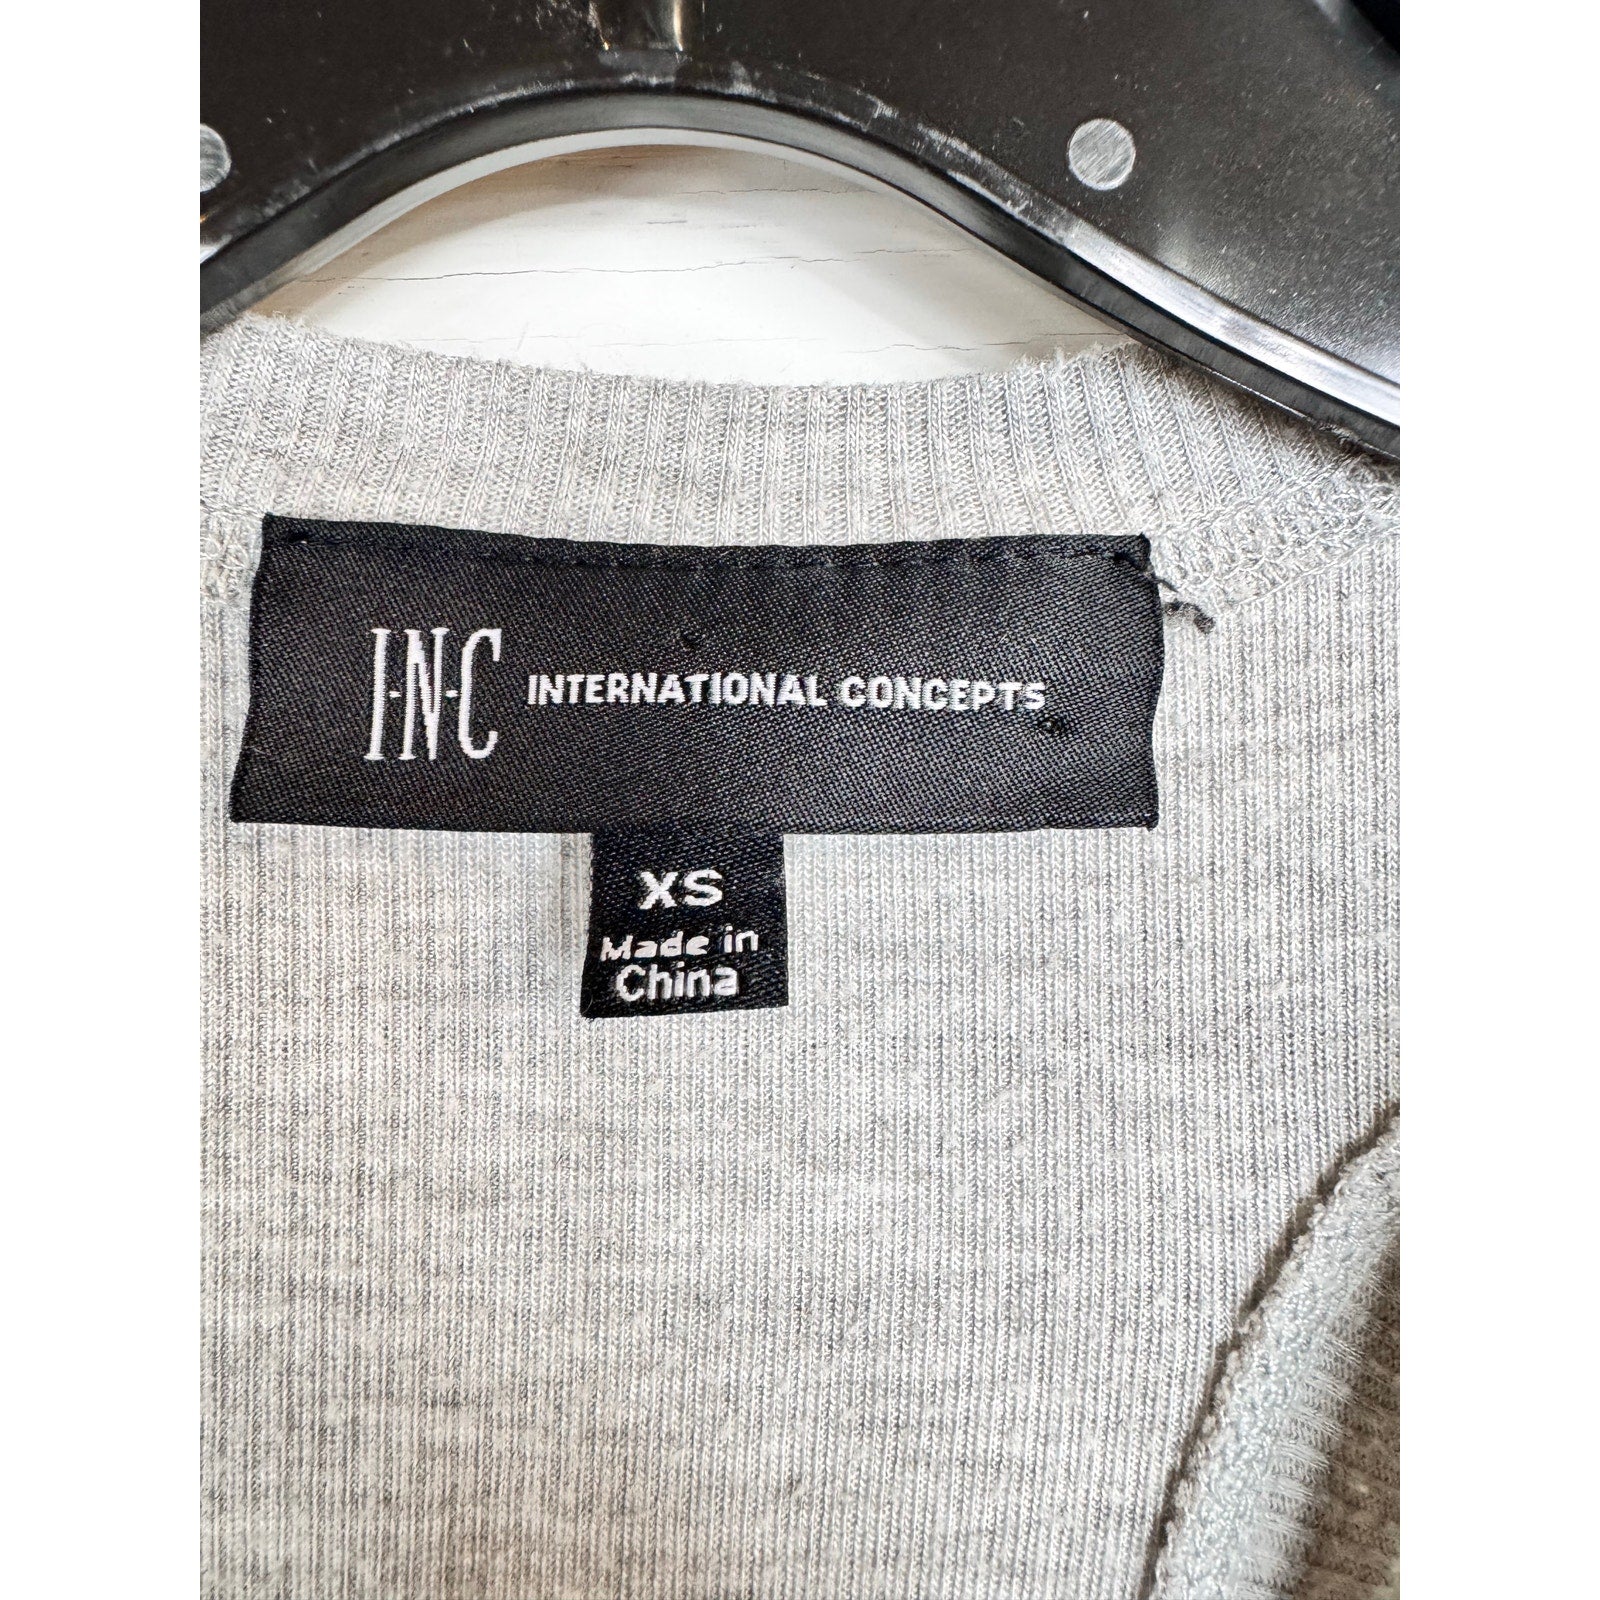 I-N-C INTERNATIONAL CONCEPTS
XS
Made in
China